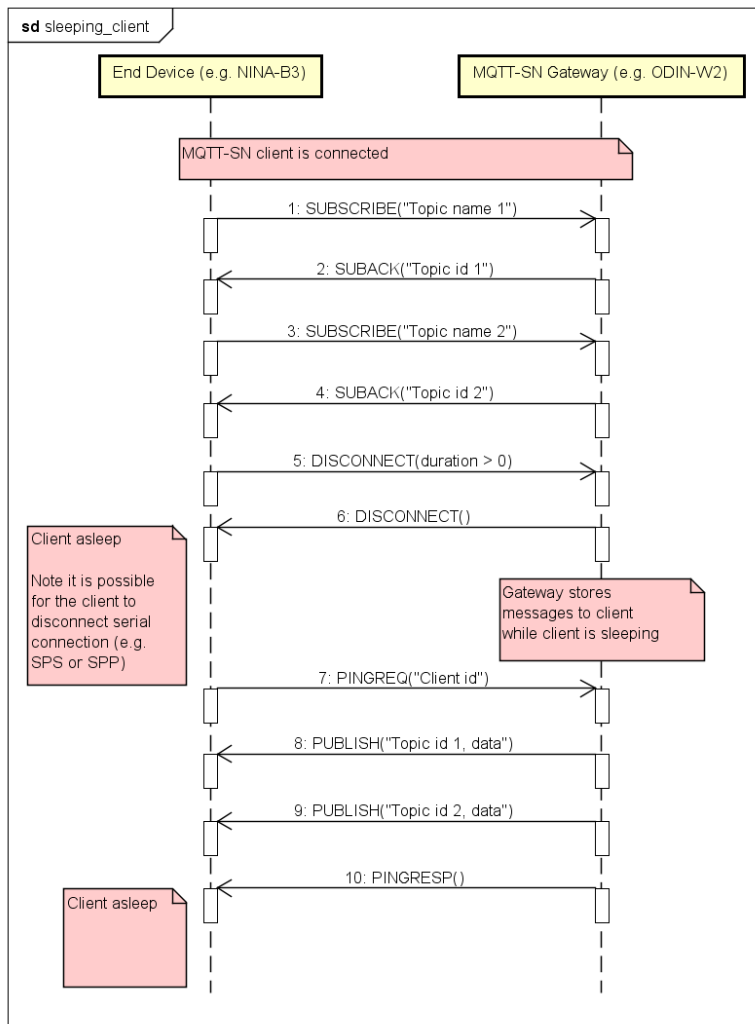 sd sleeping_client
End Device (e.g. NINA-B3)
MQTT-SN Gateway (e.g. ODIN-W2)
MQTT-SN client is connected
1: SUBSCRIBE("Topic name 1")
2: SUBACK("Topic id 1")
3: SUBSCRIBE("Topic name 2")
4: SUBACK("Topic id 2")
5: DISCONNECT(duration > 0)
6: DISCONNECT()
Client asleep
Note it is possible
for the client to
disconnect serial
connection (e.g.
SPS or SPP)
Gateway stores
messages to client
while client is sleeping
7: PINGREQ("Client id")
8: PUBLISH("Topic id 1, data")
9: PUBLISH("Topic id 2, data")
10: PINGRESP()
Client asleep